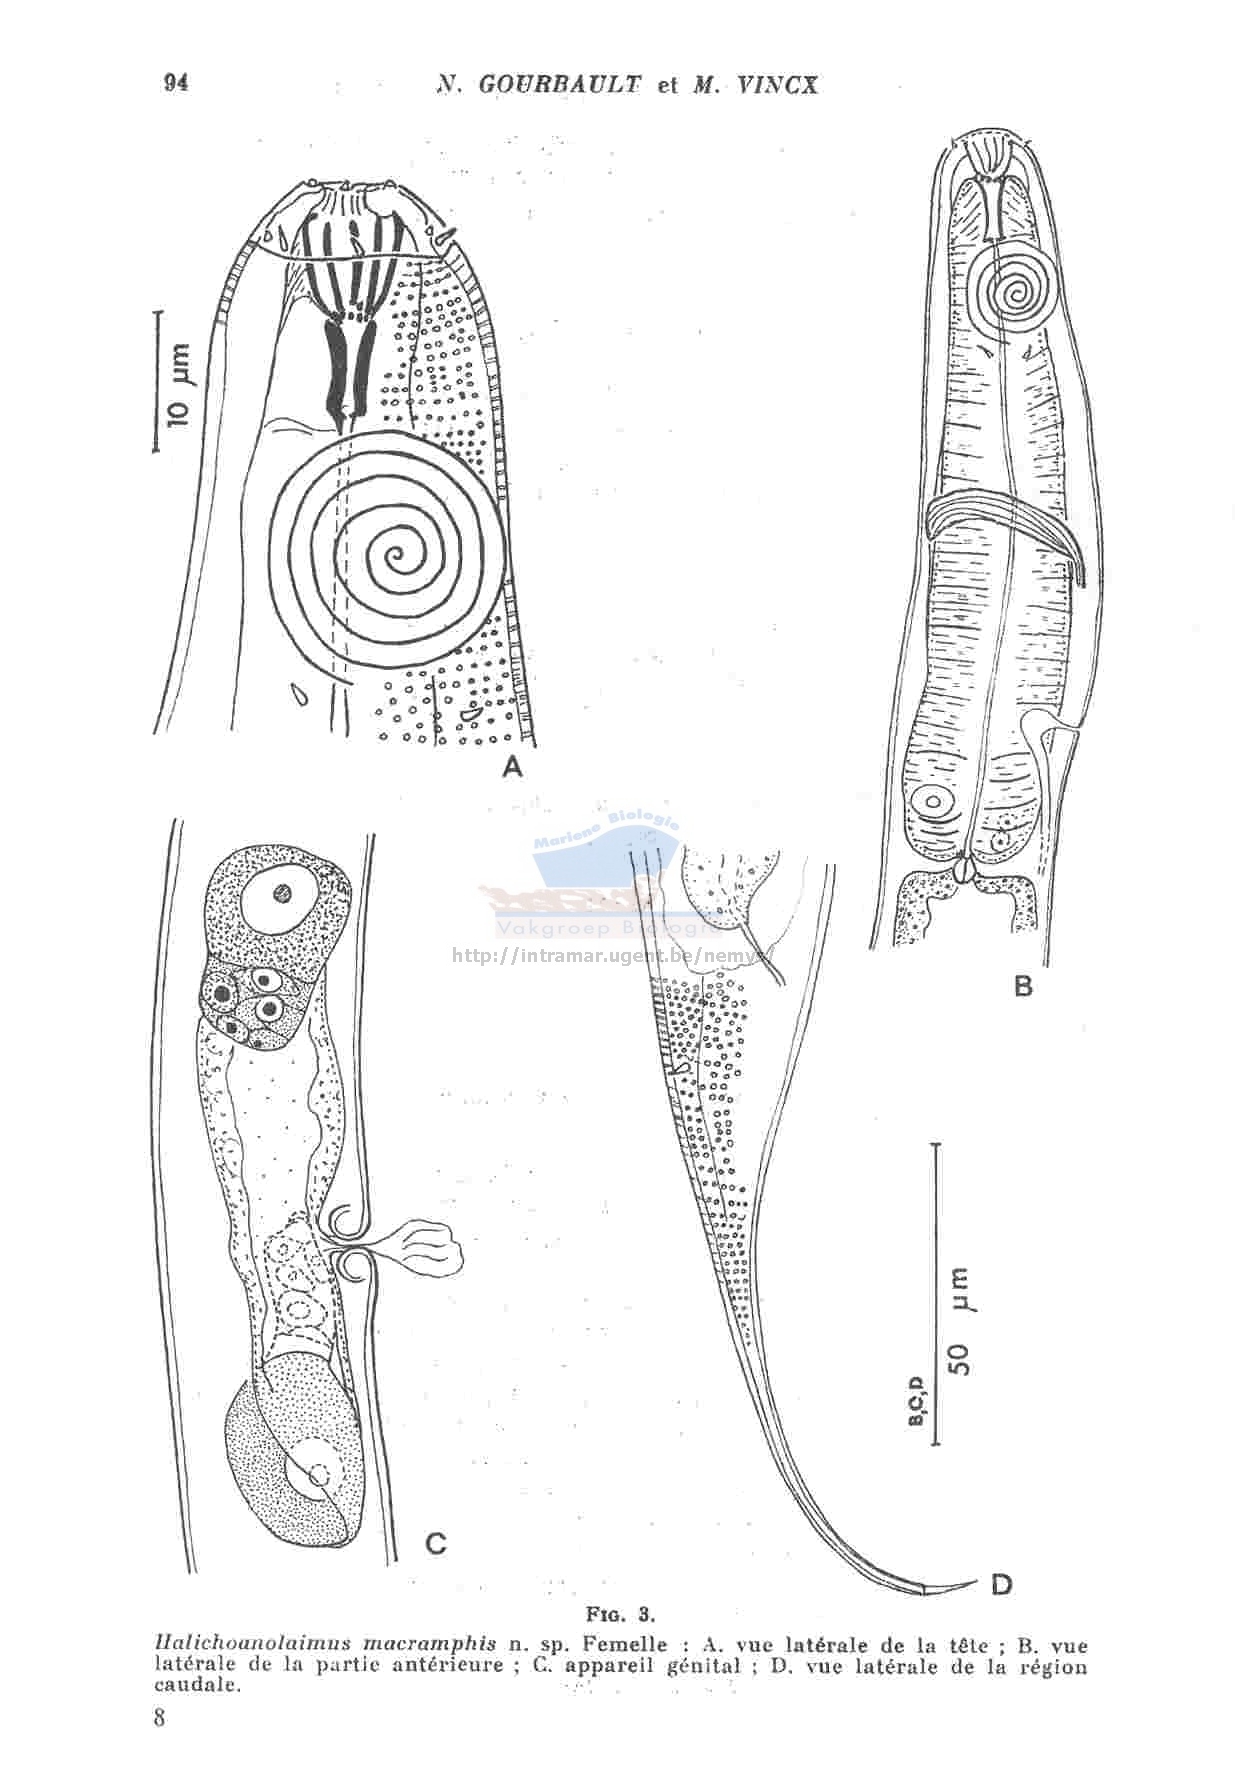 94
N. GOURBAULT et M. VINCX
10 µm
A
B
Mariene Biologie
Vakgroep Biologie
http://intramar.ugent.be/nemys/
B,C,D
50 µm
C
D
FIG. 3.
Halichoanolaimus macramphis n. sp. Femelle : A. vue latérale de la tête ; B. vue
latérale de la partie antérieure ; C. appareil génital ; D. vue latérale de la région
caudale.
8